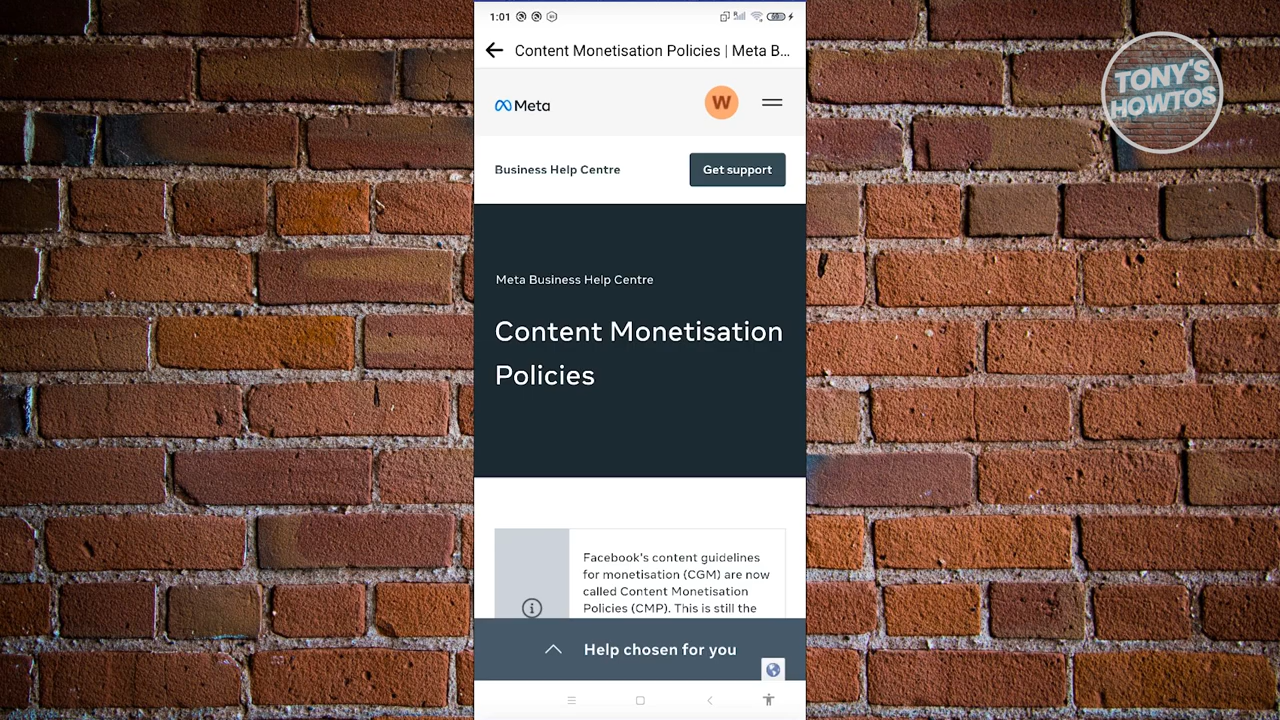 1:01
Content Monetisation Policies | Meta B...
TONY'S
HOWTOS
Meta
W
Business Help Centre
Get support
Meta Business Help Centre
Content Monetisation
Policies
Facebook's content guidelines
for monetisation (CGM) are now
called Content Monetisation
Policies (CMP). This is still the
Help chosen for you